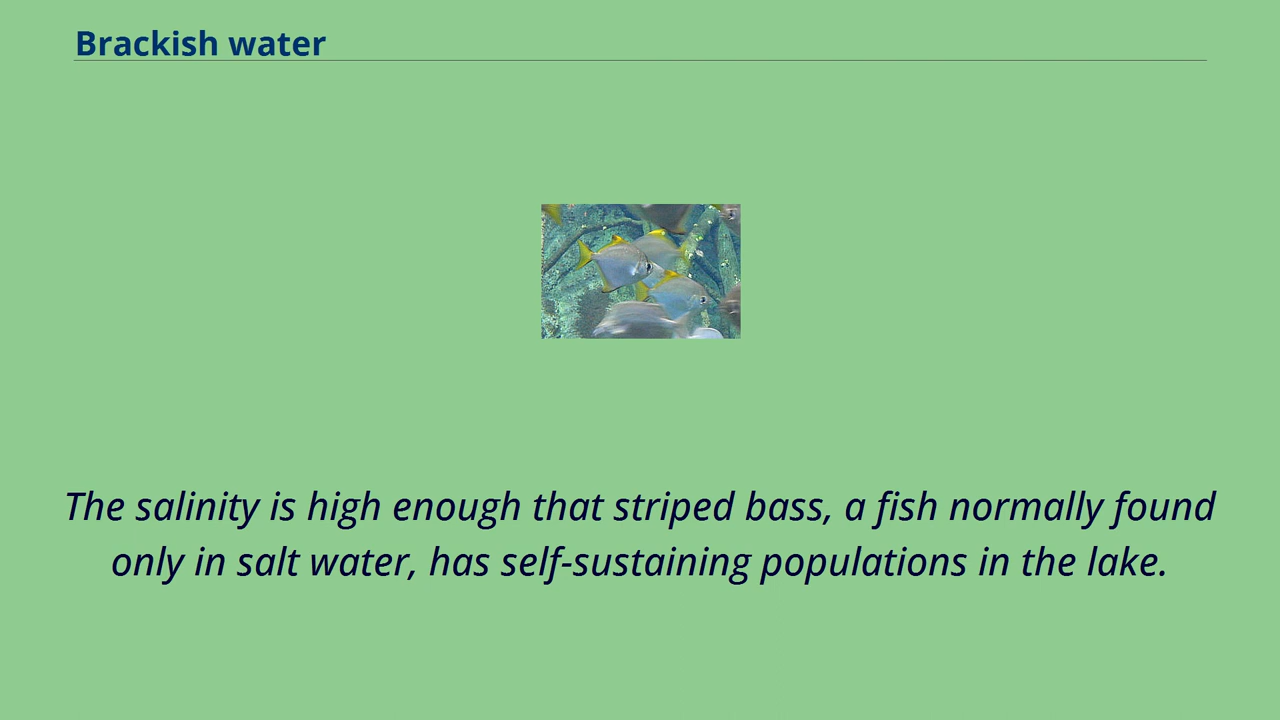 Brackish water
The salinity is high enough that striped bass, a fish normally found
only in salt water, has self-sustaining populations in the lake.